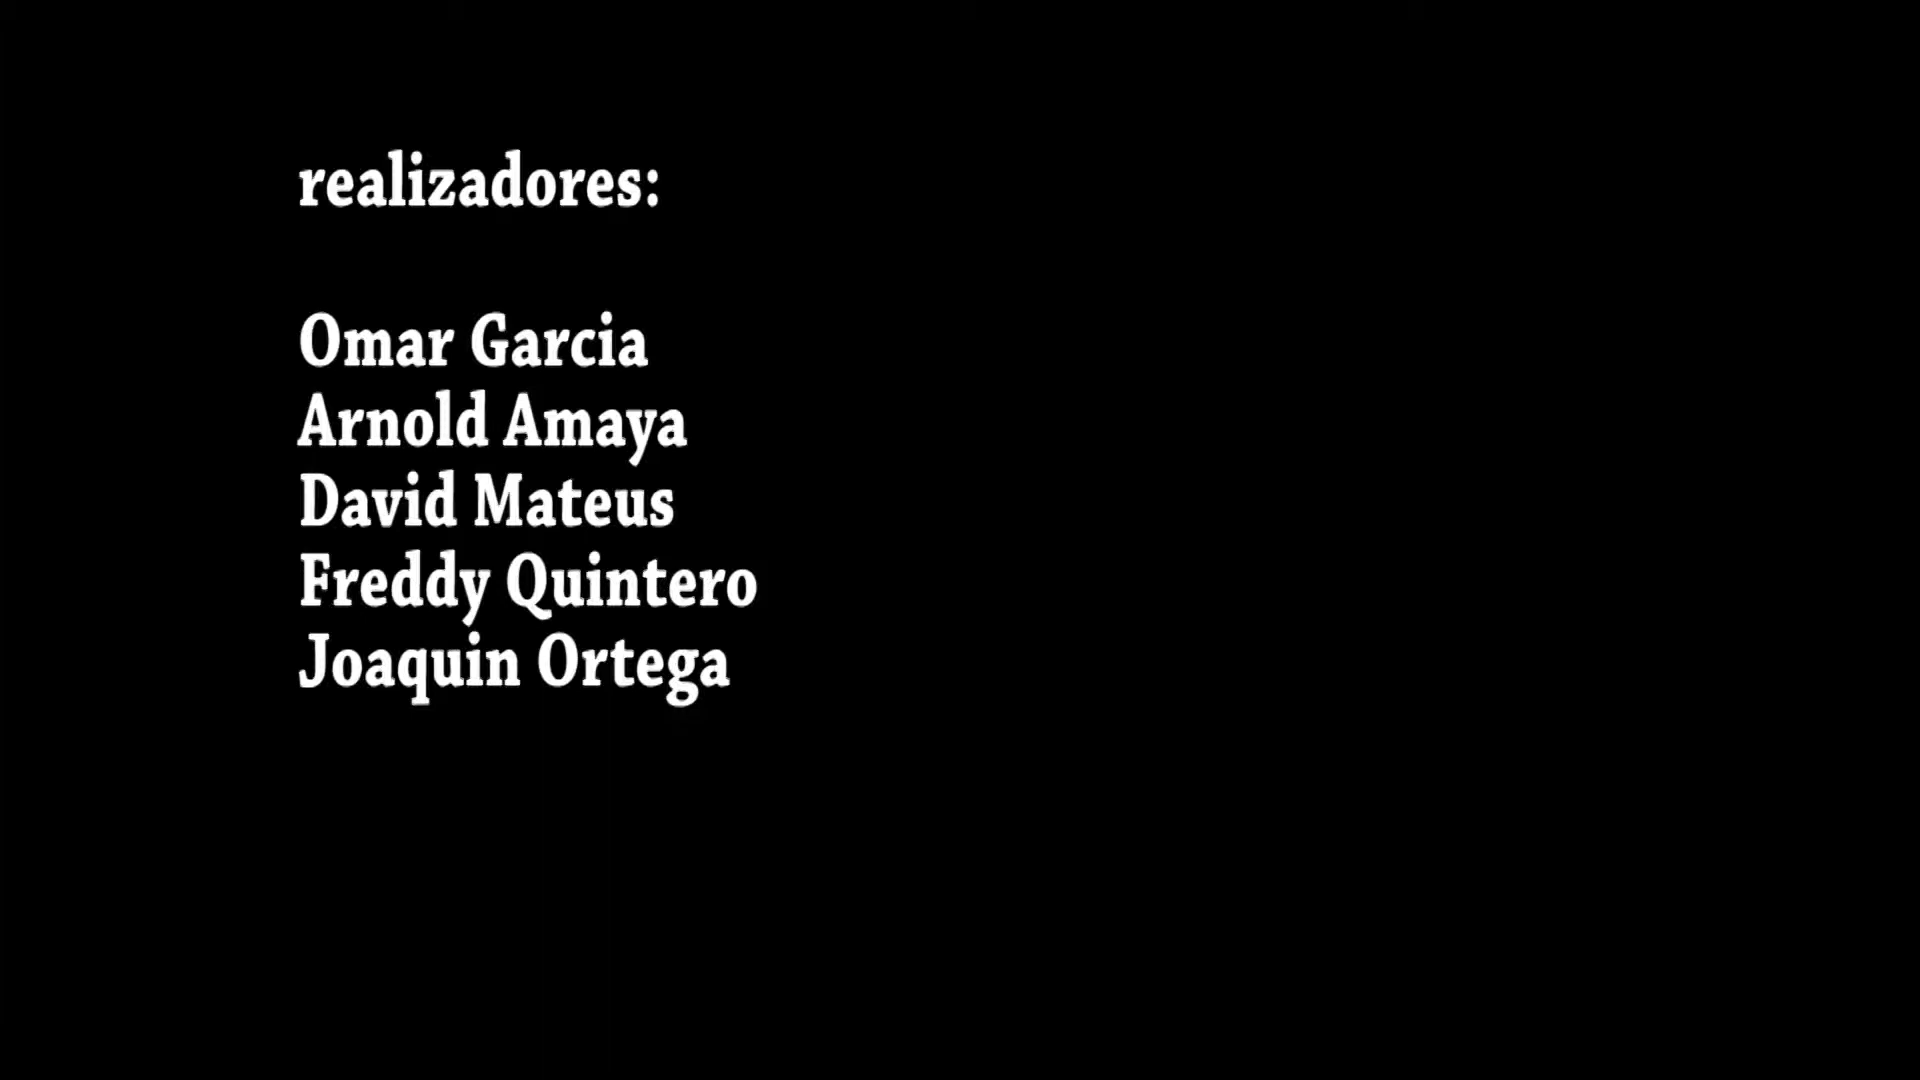 realizadores:
Omar Garcia
Arnold Amaya
David Mateus
Freddy Quintero
Joaquin Ortega